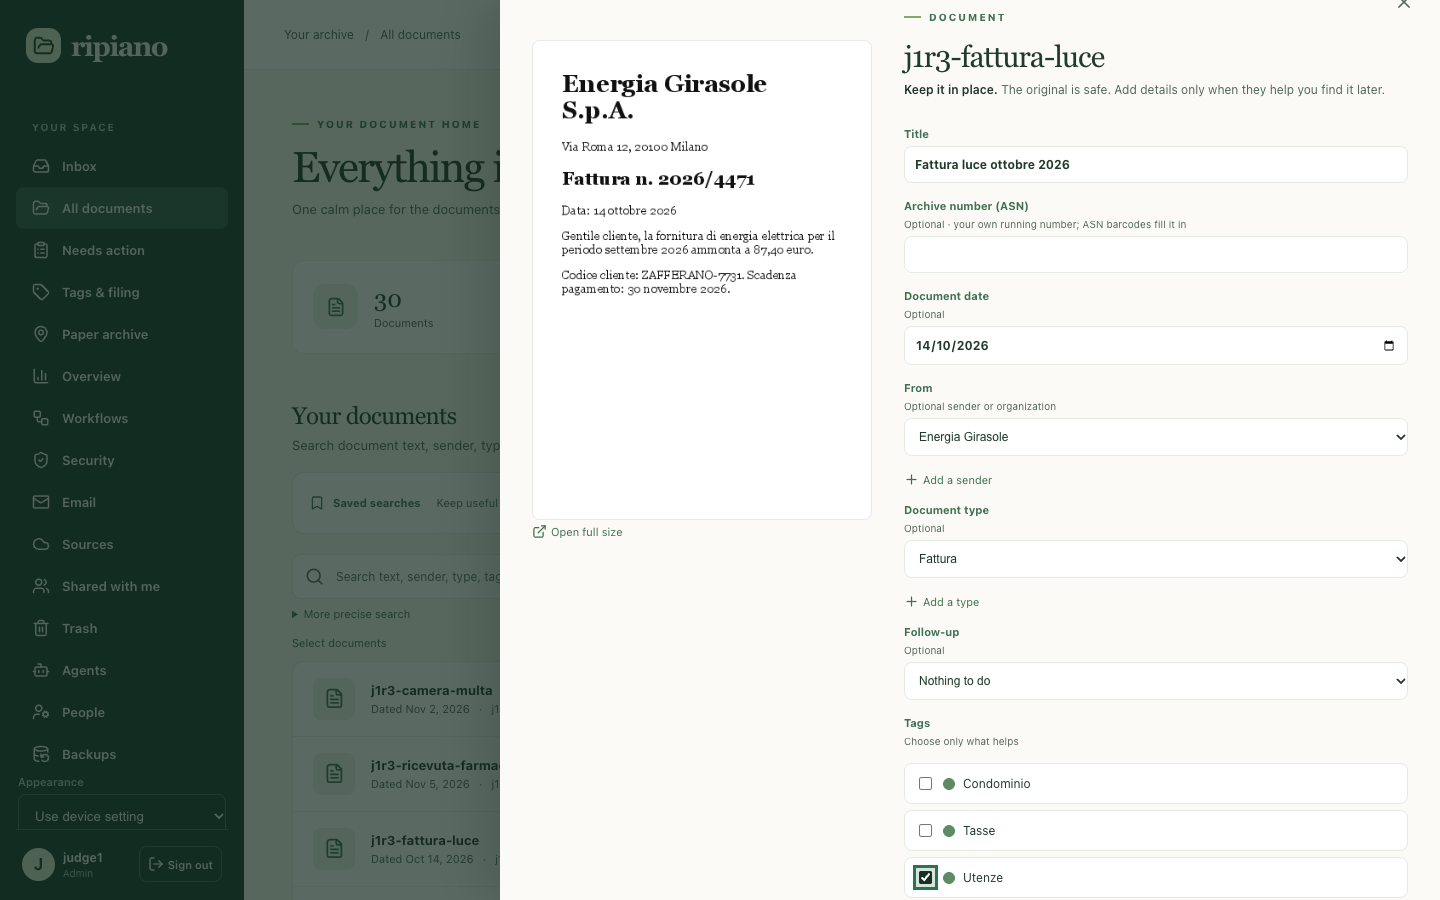 ripiano
YOUR SPACE
Inbox
All documents
Needs action
Tags & filing
Paper archive
Overview
Workflows
Security
Email
Sources
Shared with me
Trash
Agents
People
Backups
Appearance
Use device setting
J
judge1
Admin
Sign out
Your archive / All documents
YOUR DOCUMENT HOME
Everything i
One calm place for the documents
30
Documents
Your documents
Search document text, sender, typ
Saved searches Keep useful
Search text, sender, type, tag
More precise search
Select documents
j1r3-camera-multa
Dated Nov 2, 2026 · j1
j1r3-ricevuta-farma
Dated Nov 5, 2026 · j1
j1r3-fattura-luce
Dated Oct 14, 2026 · j
Energia Girasole
S.p.A.
Via Roma 12, 20100 Milano
Fattura n. 2026/4471
Data: 14 ottobre 2026
Gentile cliente, la fornitura di energia elettrica per il
periodo settembre 2026 ammonta a 87,40 euro.
Codice cliente: ZAFFERANO-7731. Scadenza
pagamento: 30 novembre 2026.
Open full size
DOCUMENT
j1r3-fattura-luce
Keep it in place. The original is safe. Add details only when they help you find it later.
Title
Fattura luce ottobre 2026
Archive number (ASN)
Optional · your own running number; ASN barcodes fill it in
Document date
Optional
14/10/2026
From
Optional sender or organization
Energia Girasole
Add a sender
Document type
Optional
Fattura
Add a type
Follow-up
Optional
Nothing to do
Tags
Choose only what helps
Condominio
Tasse
Utenze